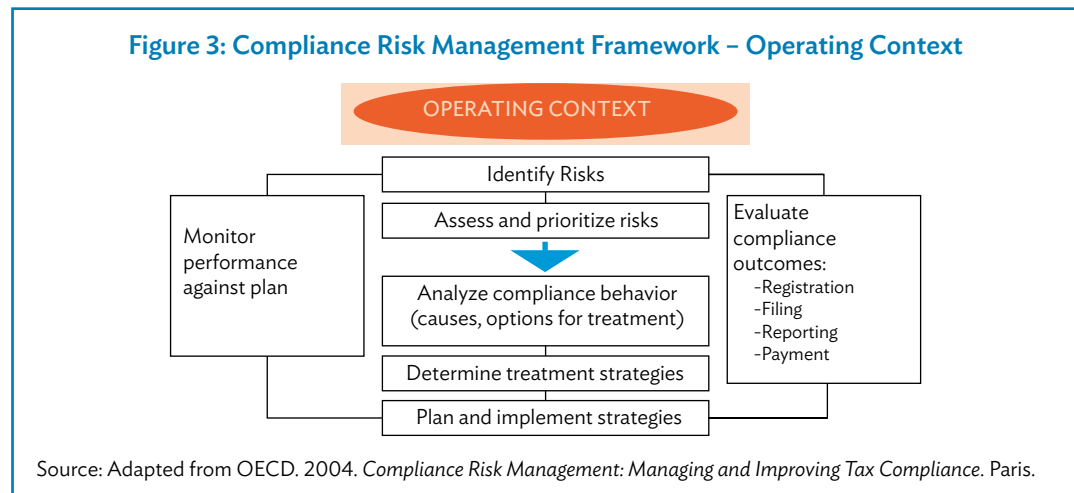 Figure 3: Compliance Risk Management Framework – Operating Context
OPERATING CONTEXT
Identify Risks
Assess and prioritize risks
Monitor
performance
against plan
Analyze compliance behavior
(causes, options for treatment)
Determine treatment strategies
Plan and implement strategies
Evaluate
compliance
outcomes:
-Registration
-Filing
-Reporting
-Payment
Source: Adapted from OECD. 2004. Compliance Risk Management: Managing and Improving Tax Compliance. Paris.